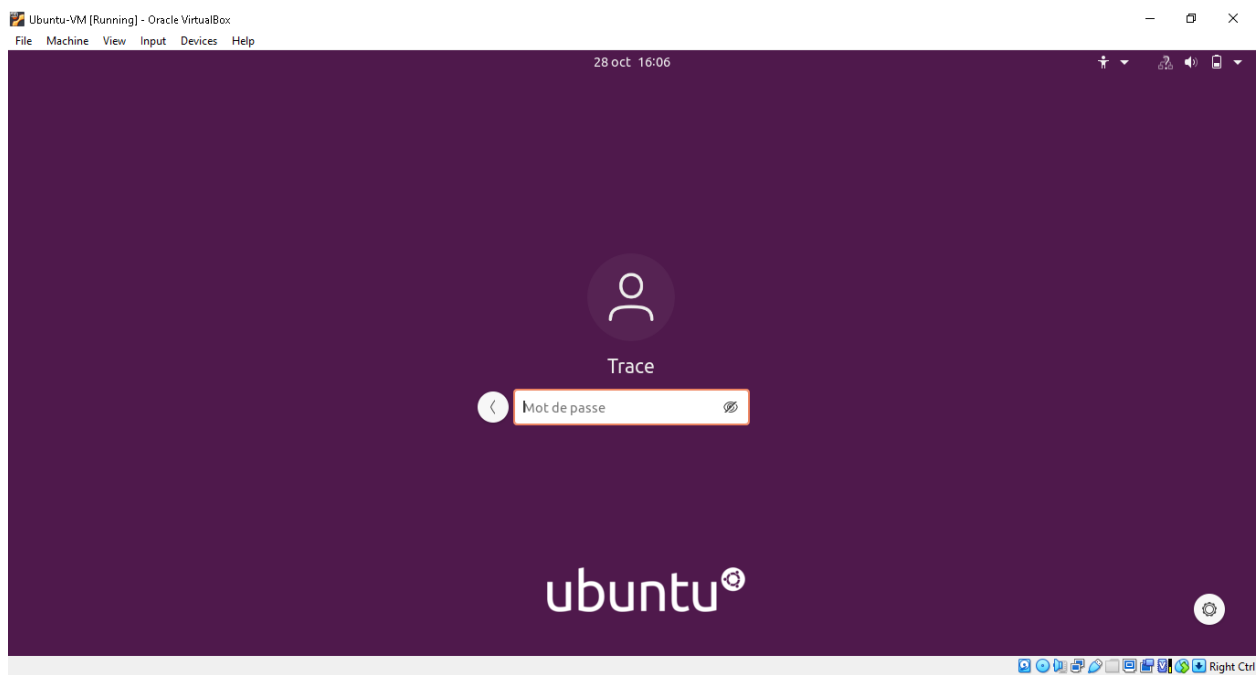 Ubuntu-VM [Running] - Oracle VirtualBox
File Machine View Input Devices Help
28 oct 16:06
Trace
Mot de passe
ubuntu
Right Ctrl